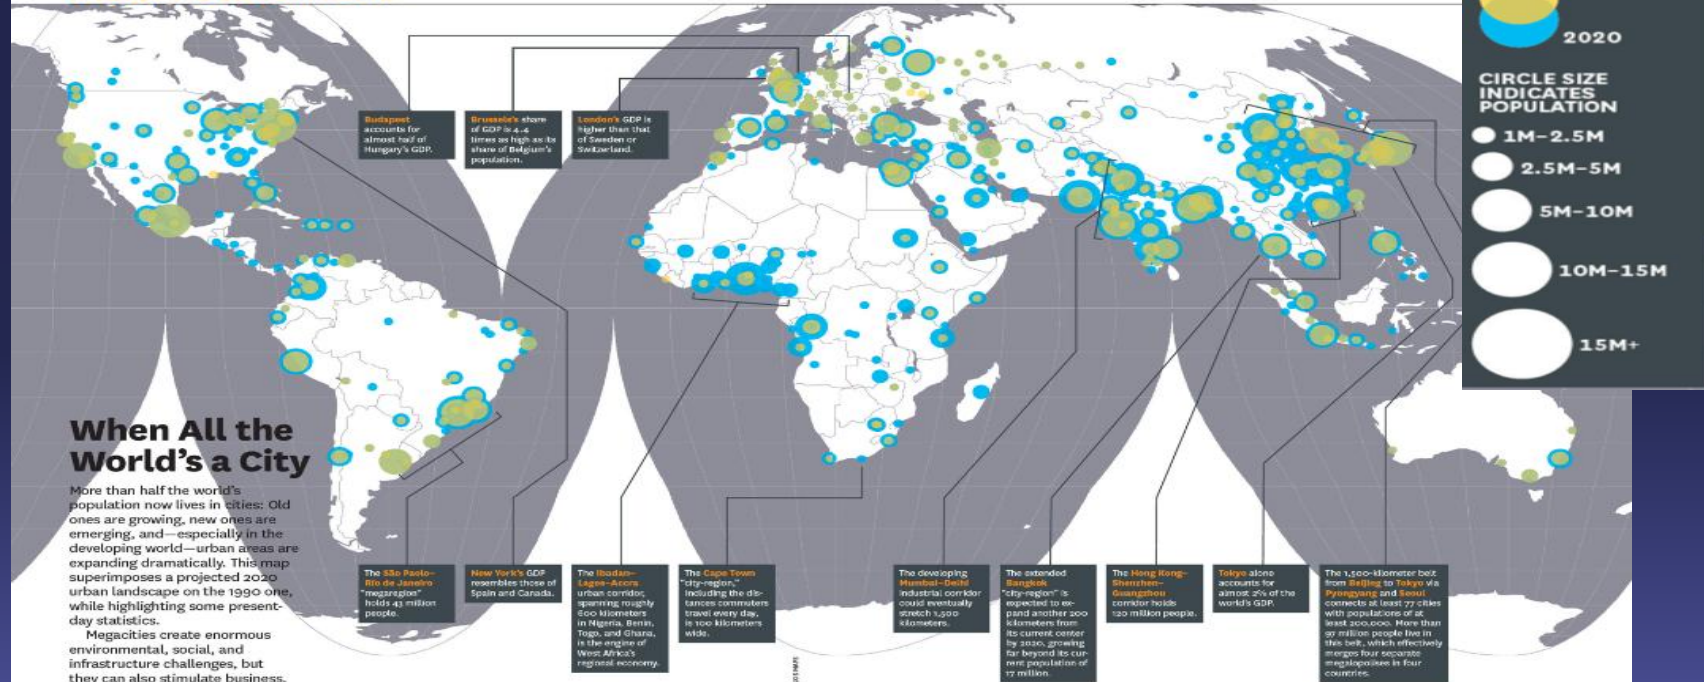 2020
CIRCLE SIZE
INDICATES
POPULATION
1M–2.5M
2.5M–5M
5M–10M
10M–15M
15M+
Budapest
accounts for
almost half of
Hungary's GDP.
Brussels's share
of GDP is 4.4
times as high as its
share of Belgium's
population.
London's GDP is
higher than that
of Sweden or
Switzerland.
When All the
World's a City
More than half the world's
population now lives in cities: Old
ones are growing, new ones are
emerging, and—especially in the
developing world—urban areas are
expanding dramatically. This map
superimposes a projected 2020
urban landscape on the 1990 one,
while highlighting some present-
day statistics.
Megacities create enormous
environmental, social, and
infrastructure challenges, but
they can also stimulate business,
The São Paolo–
Rio de Janeiro
"megaregion"
holds 43 million
people.
New York's GDP
resembles those of
Spain and Canada.
The Ibadan–
Lagos–Accra
urban corridor,
spanning roughly
600 kilometers
in Nigeria, Benin,
Togo, and Ghana,
is the engine of
West Africa's
regional economy.
The Cape Town
"city-region,"
including the dis-
tances commuters
travel every day,
is 100 kilometers
wide.
The developing
Mumbai–Delhi
industrial corridor
could eventually
stretch 1,500
kilometers.
The extended
Bangkok
"city-region" is
expected to ex-
pand another 200
kilometers from
its current center
by 2020, growing
far beyond its cur-
rent population of
17 million.
The Hong Kong–
Shenzhen–
Guangzhou
corridor holds
120 million people.
Tokyo alone
accounts for
almost 2% of the
world's GDP.
The 1,500-kilometer belt
from Beijing to Tokyo via
Pyongyang and Seoul
connects at least 77 cities
with populations of at
least 200,000. More than
97 million people live in
this belt, which effectively
merges four separate
megalopolises in four
countries.